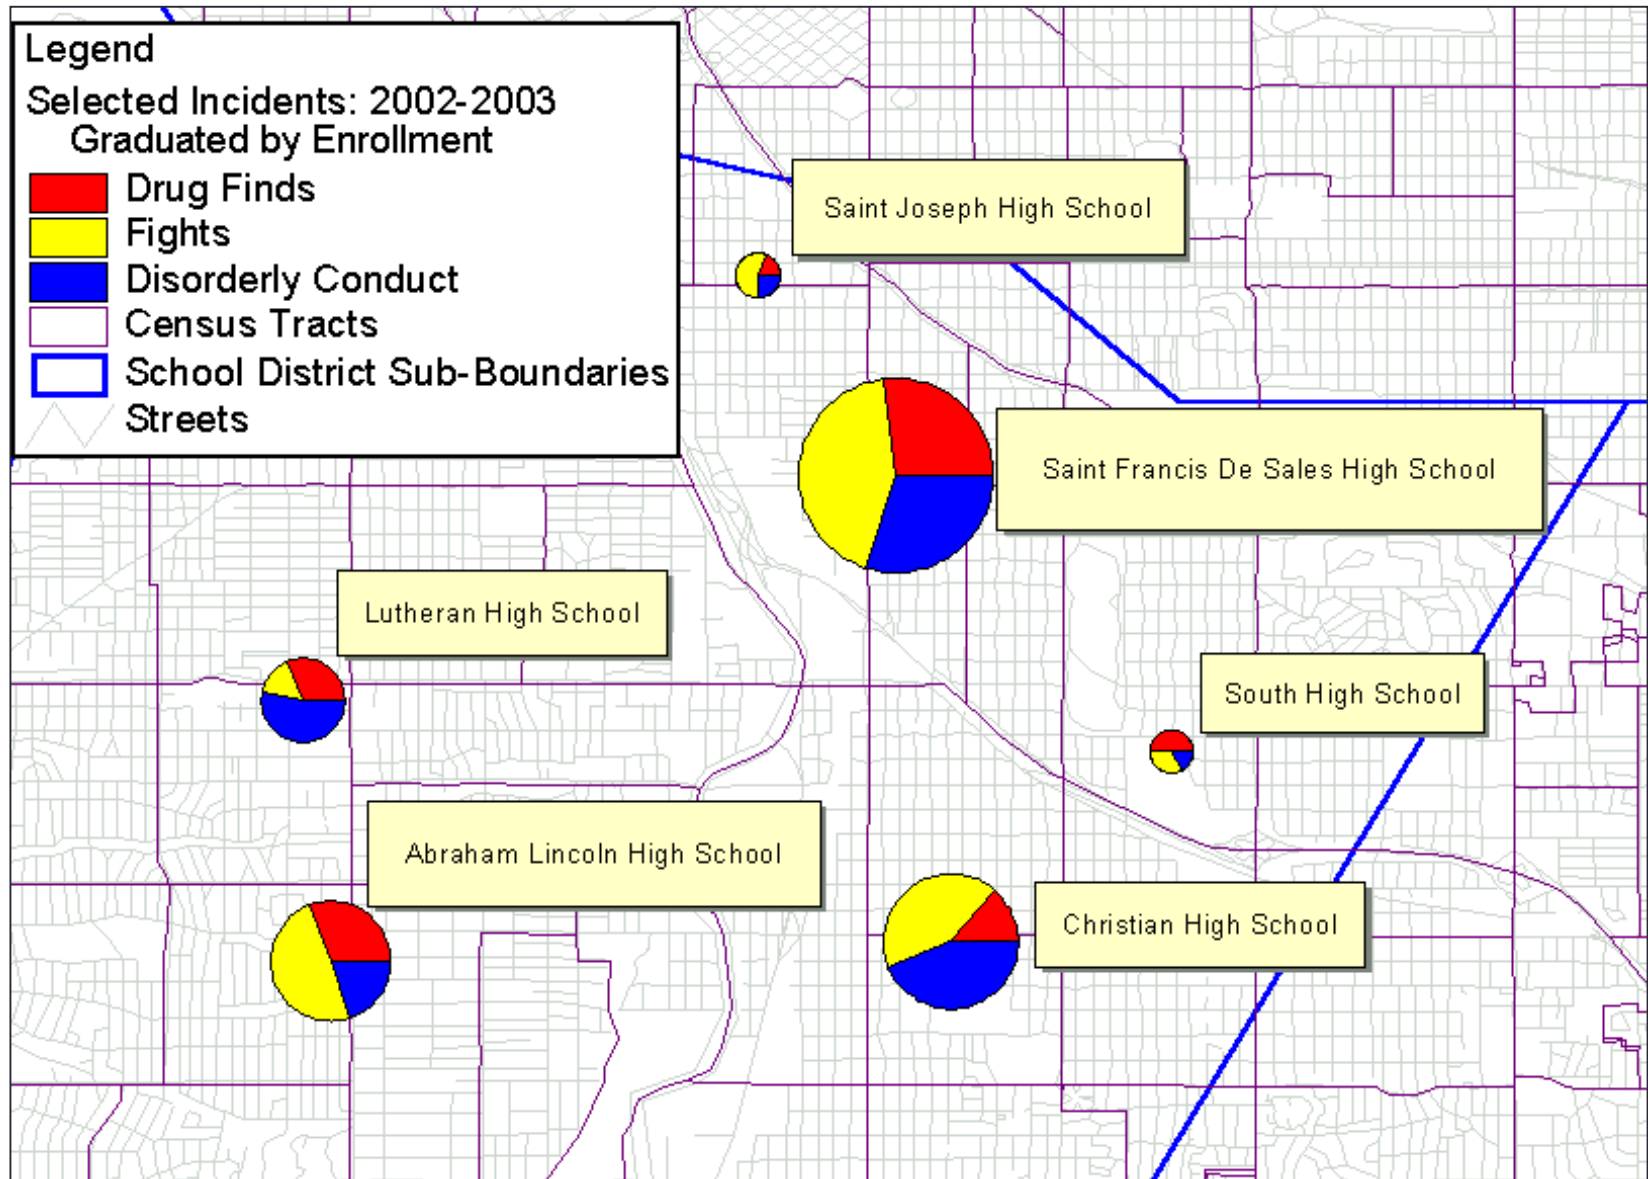 Legend
Selected Incidents: 2002-2003
Graduated by Enrollment
Drug Finds
Fights
Disorderly Conduct
Census Tracts
School District Sub-Boundaries
Streets
Saint Joseph High School
Saint Francis De Sales High School
Lutheran High School
South High School
Abraham Lincoln High School
Christian High School